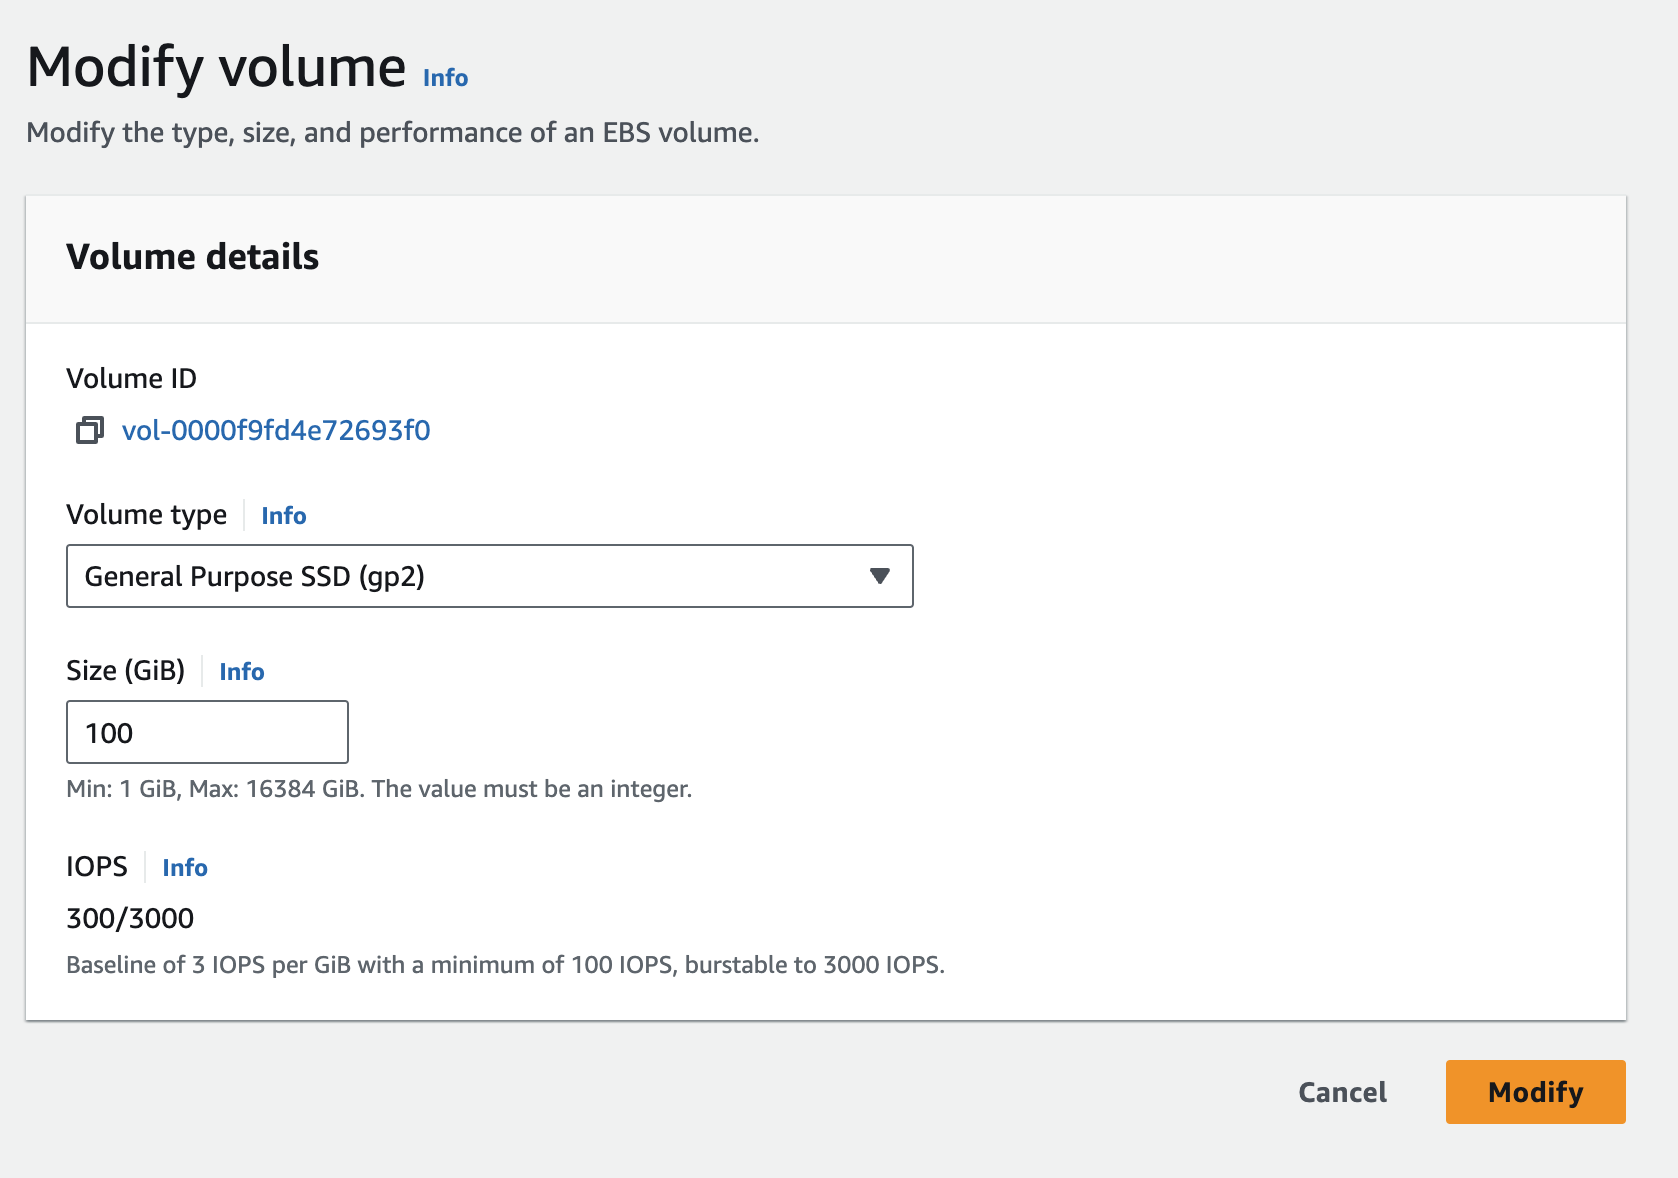 Modify volume Info
Modify the type, size, and performance of an EBS volume.
Volume details
Volume ID
vol-0000f9fd4e72693f0
Volume type Info
General Purpose SSD (gp2)
Size (GiB) Info
100
Min: 1 GiB, Max: 16384 GiB. The value must be an integer.
IOPS Info
300/3000
Baseline of 3 IOPS per GiB with a minimum of 100 IOPS, burstable to 3000 IOPS.
Cancel Modify